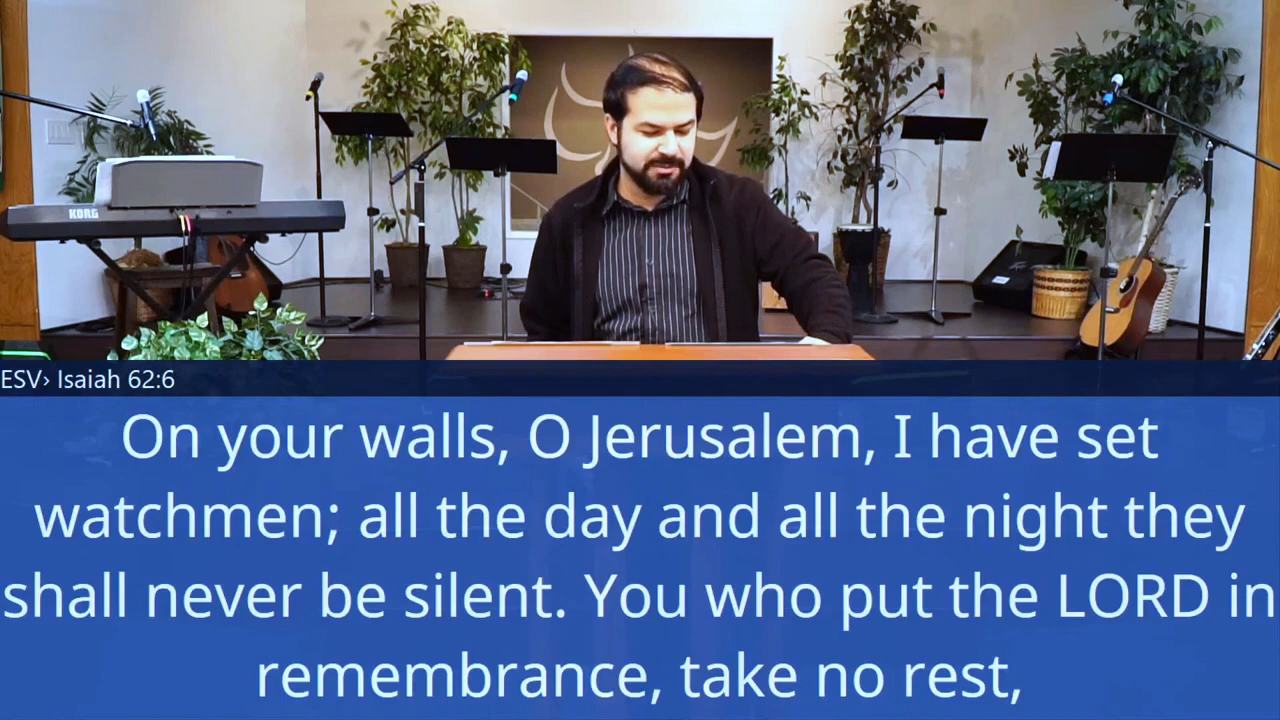 KORG
ESV› Isaiah 62:6
On your walls, O Jerusalem, I have set
watchmen; all the day and all the night they
shall never be silent. You who put the LORD in
remembrance, take no rest,